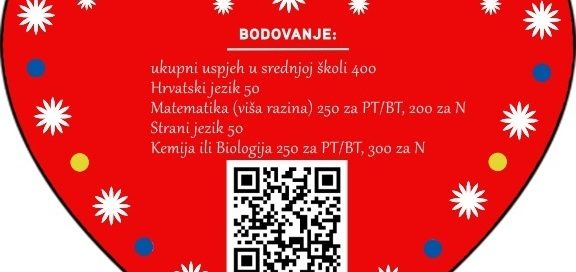 BODOVANJE:
ukupni uspjeh u srednjoj školi 400
Hrvatski jezik 50
Matematika (viša razina) 250 za PT/BT, 200 za N
Strani jezik 50
Kemija ili Biologija 250 za PT/BT, 300 za N